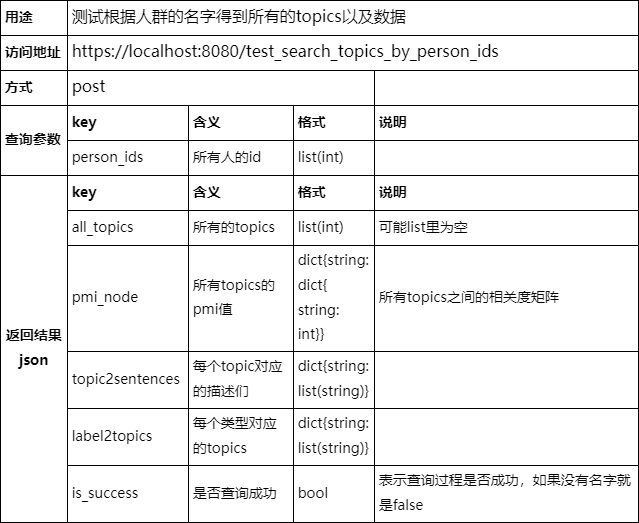 用途 测试根据人群的名字得到所有的topics以及数据
访问地址 https://localhost:8080/test_search_topics_by_person_ids
方式 post
查询参数
key 含义 格式 说明
person_ids 所有人的id list(int)
返回结果
json
key 含义 格式 说明
all_topics 所有的topics list(int) 可能list里为空
pmi_node
所有topics的
pmi值
dict{string:
dict{
string:
int}}
所有topics之间的相关度矩阵
topic2sentences
每个topic对应
的描述们
dict{string:
list(string)}
label2topics
每个类型对应
的topics
dict{string:
list(string)}
is_success 是否查询成功 bool
表示查询过程是否成功，如果没有名字就
是false